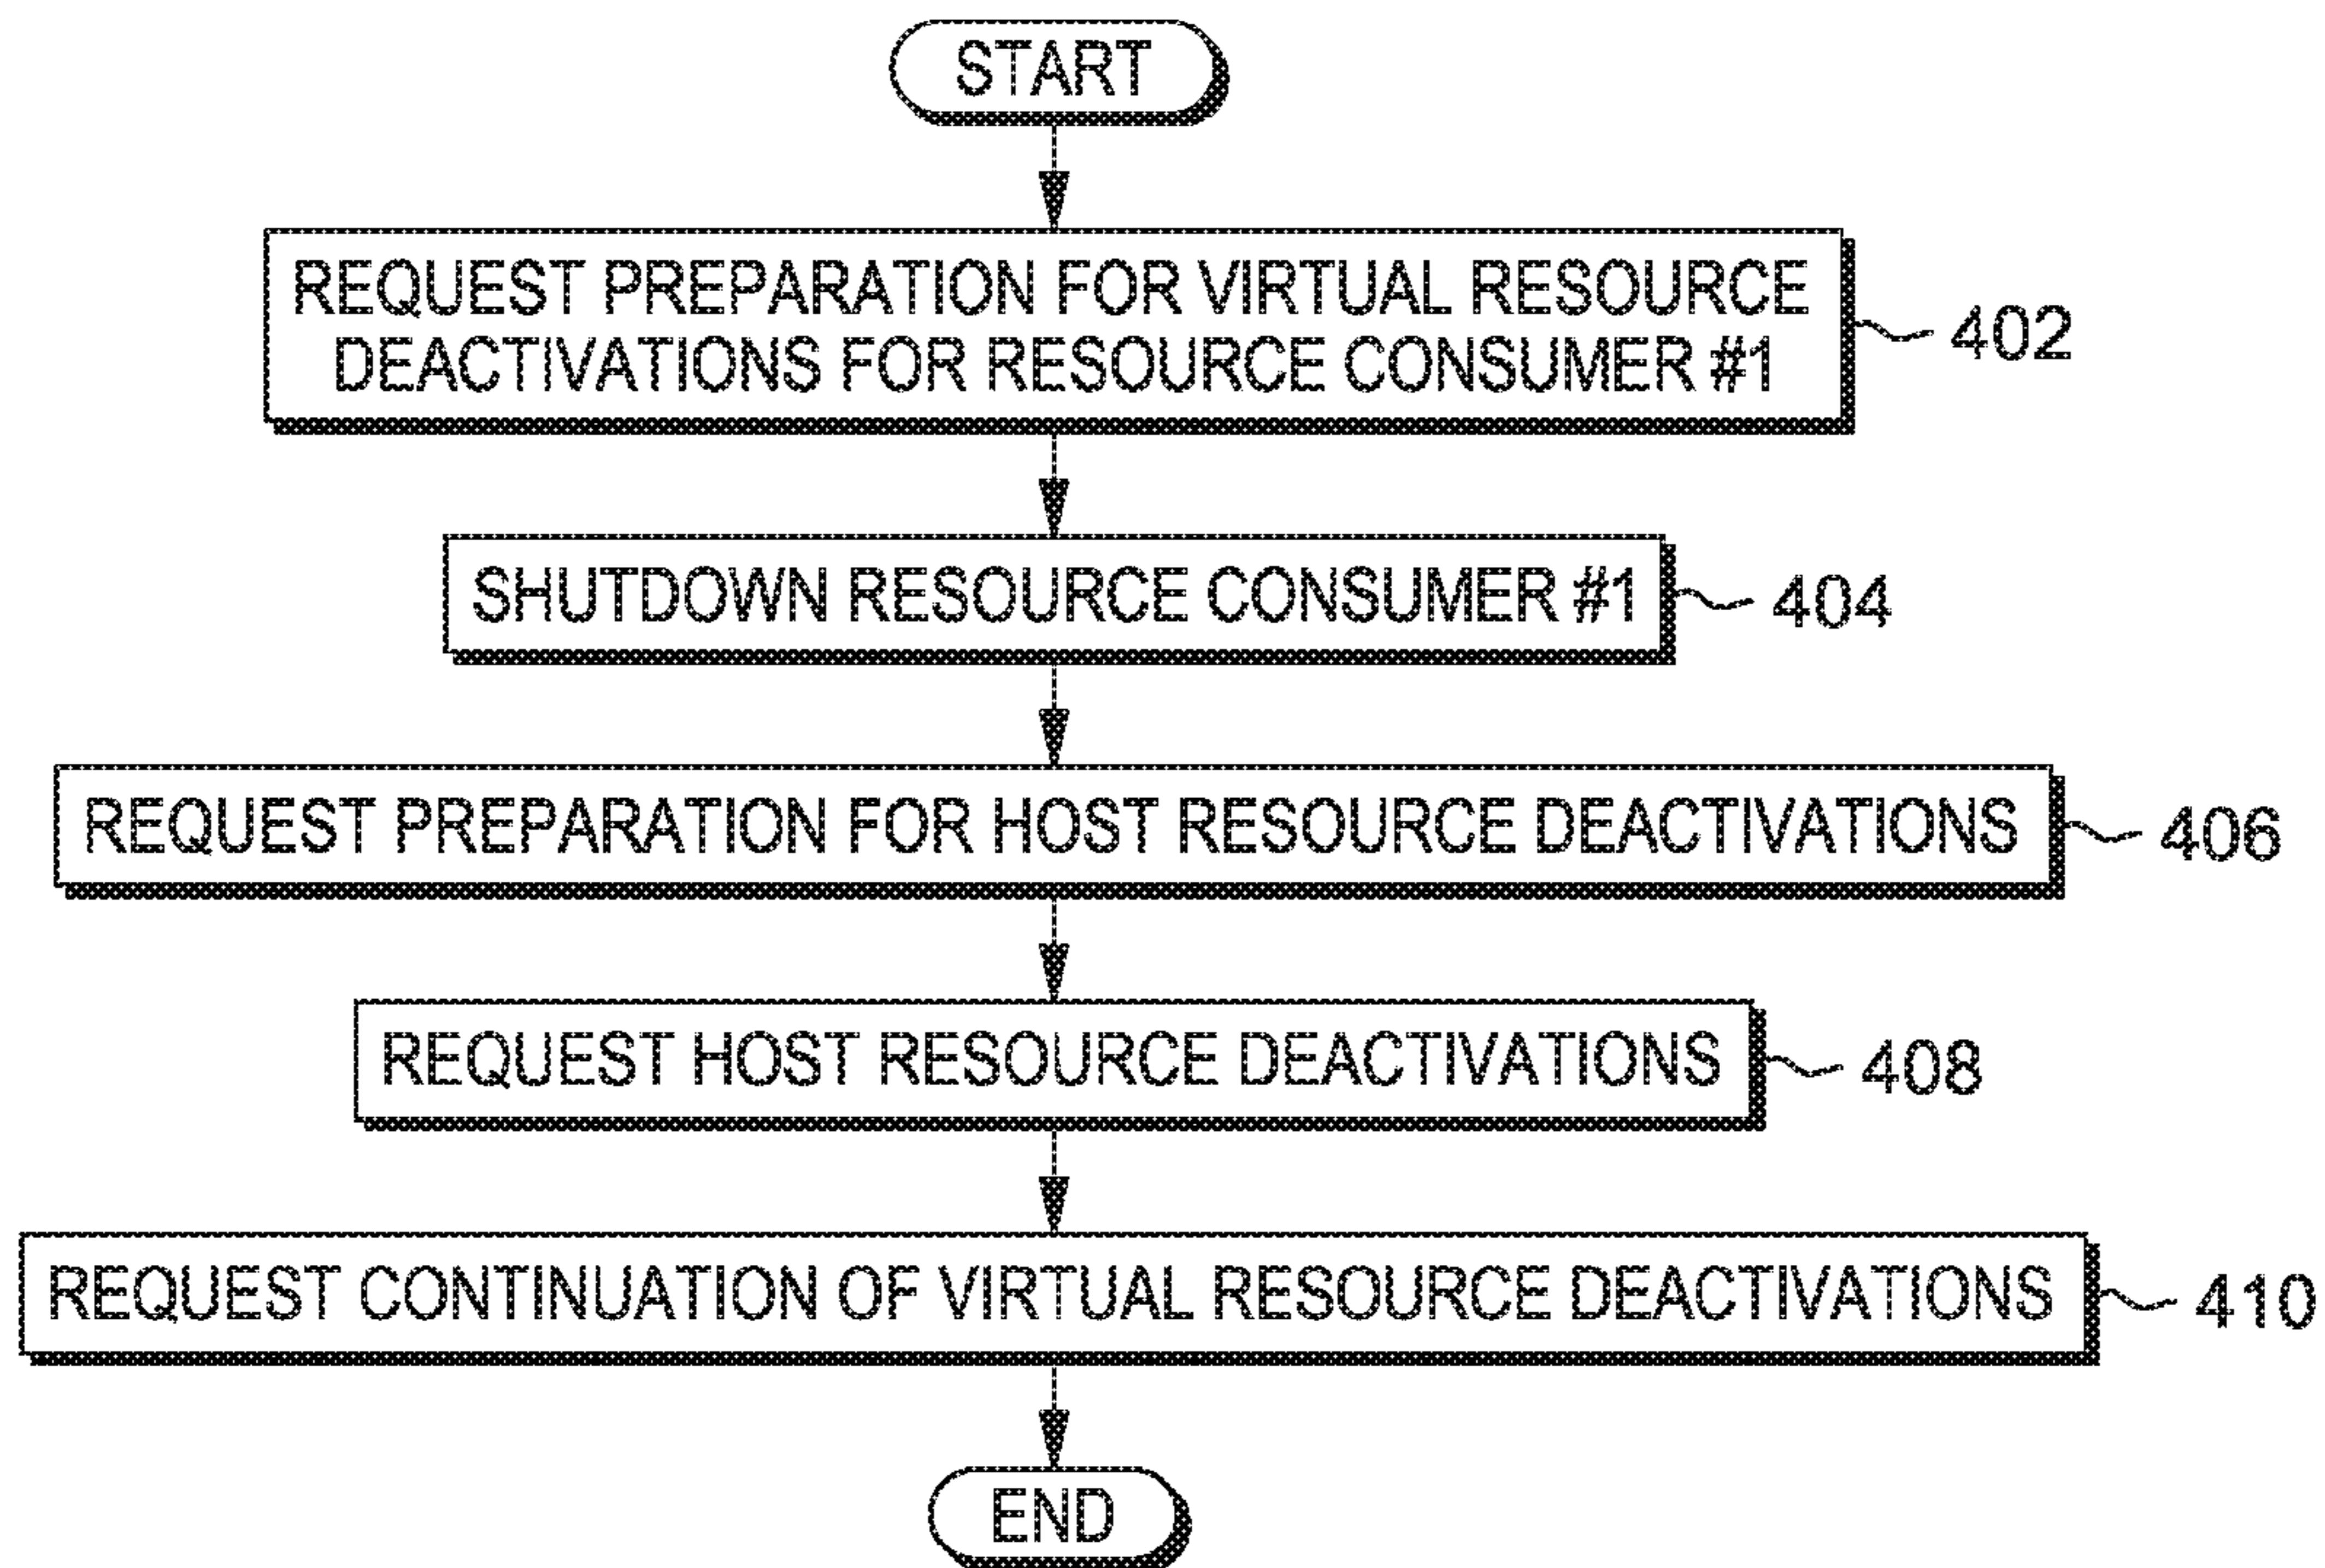 START
REQUEST PREPARATION FOR VIRTUAL RESOURCE
DEACTIVATIONS FOR RESOURCE CONSUMER #1
402
SHUTDOWN RESOURCE CONSUMER #1
404
REQUEST PREPARATION FOR HOST RESOURCE DEACTIVATIONS
406
REQUEST HOST RESOURCE DEACTIVATIONS
408
REQUEST CONTINUATION OF VIRTUAL RESOURCE DEACTIVATIONS
410
END